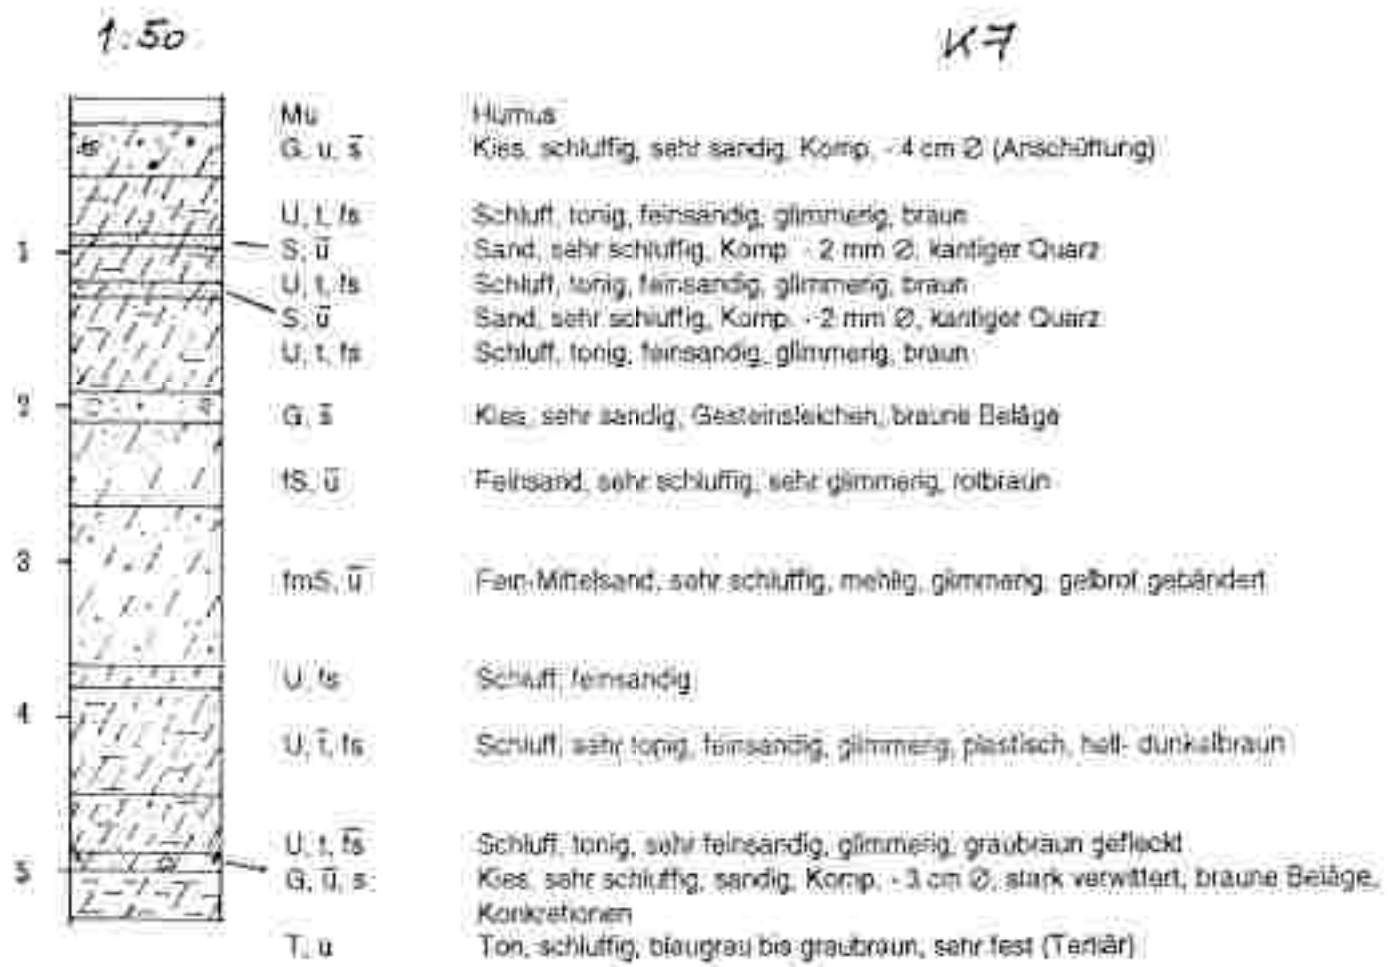 1:50 K7
Mu Humus
G, u, s̄ Kies, schluffig, sehr sandig, Komp. - 4 cm Ø (Anschüttung)
U, t, fs Schluff, tonig, feinsandig, glimmerig, braun
1 S, ū Sand, sehr schluffig, Komp. - 2 mm Ø, kantiger Quarz
U, t, fs Schluff, tonig, feinsandig, glimmerig, braun
S, ū Sand, sehr schluffig, Komp. - 2 mm Ø, kantiger Quarz
U, t, fs Schluff, tonig, feinsandig, glimmerig, braun
2 G, s̄ Kies, sehr sandig, Gesteinsleichen, braune Beläge
fS, ū Feinsand, sehr schluffig, sehr glimmerig, rotbraun
3 fmS, ū Fein-Mittelsand, sehr schluffig, mehlig, glimmerig, gelbrot gebändert
U, fs Schluff, feinsandig
4 U, t̄, fs Schluff, sehr tonig, feinsandig, glimmerig, plastisch, hell- dunkelbraun
U, t, f̄s̄ Schluff, tonig, sehr feinsandig, glimmerig, graubraun gefleckt
5 G, ū, s Kies, sehr schluffig, sandig, Komp. - 3 cm Ø, stark verwittert, braune Beläge,
Konkretionen
T, u Ton, schluffig, blaugrau bis graubraun, sehr fest (Tertiär)